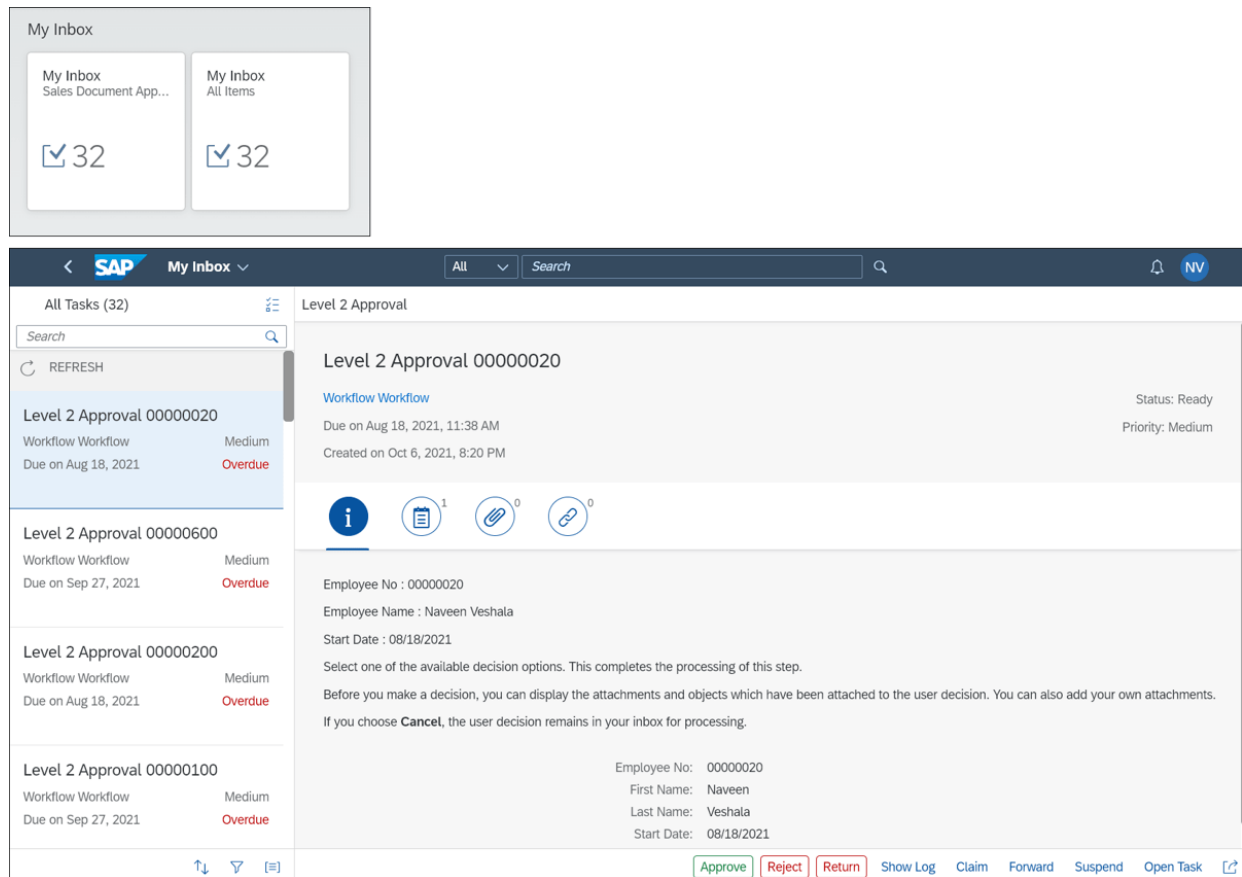 My Inbox
My Inbox
Sales Document App...
32
My Inbox
All Items
32
SAP My Inbox
All Search
NV
All Tasks (32)
Search
REFRESH
Level 2 Approval 00000020
Workflow Workflow Medium
Due on Aug 18, 2021 Overdue
Level 2 Approval 00000600
Workflow Workflow Medium
Due on Sep 27, 2021 Overdue
Level 2 Approval 00000200
Workflow Workflow Medium
Due on Aug 18, 2021 Overdue
Level 2 Approval 00000100
Workflow Workflow Medium
Due on Sep 27, 2021 Overdue
Level 2 Approval
Level 2 Approval 00000020
Workflow Workflow
Status: Ready
Due on Aug 18, 2021, 11:38 AM
Priority: Medium
Created on Oct 6, 2021, 8:20 PM
1 0 0
Employee No : 00000020
Employee Name : Naveen Veshala
Start Date : 08/18/2021
Select one of the available decision options. This completes the processing of this step.
Before you make a decision, you can display the attachments and objects which have been attached to the user decision. You can also add your own attachments.
If you choose Cancel, the user decision remains in your inbox for processing.
Employee No: 00000020
First Name: Naveen
Last Name: Veshala
Start Date: 08/18/2021
Approve Reject Return Show Log Claim Forward Suspend Open Task